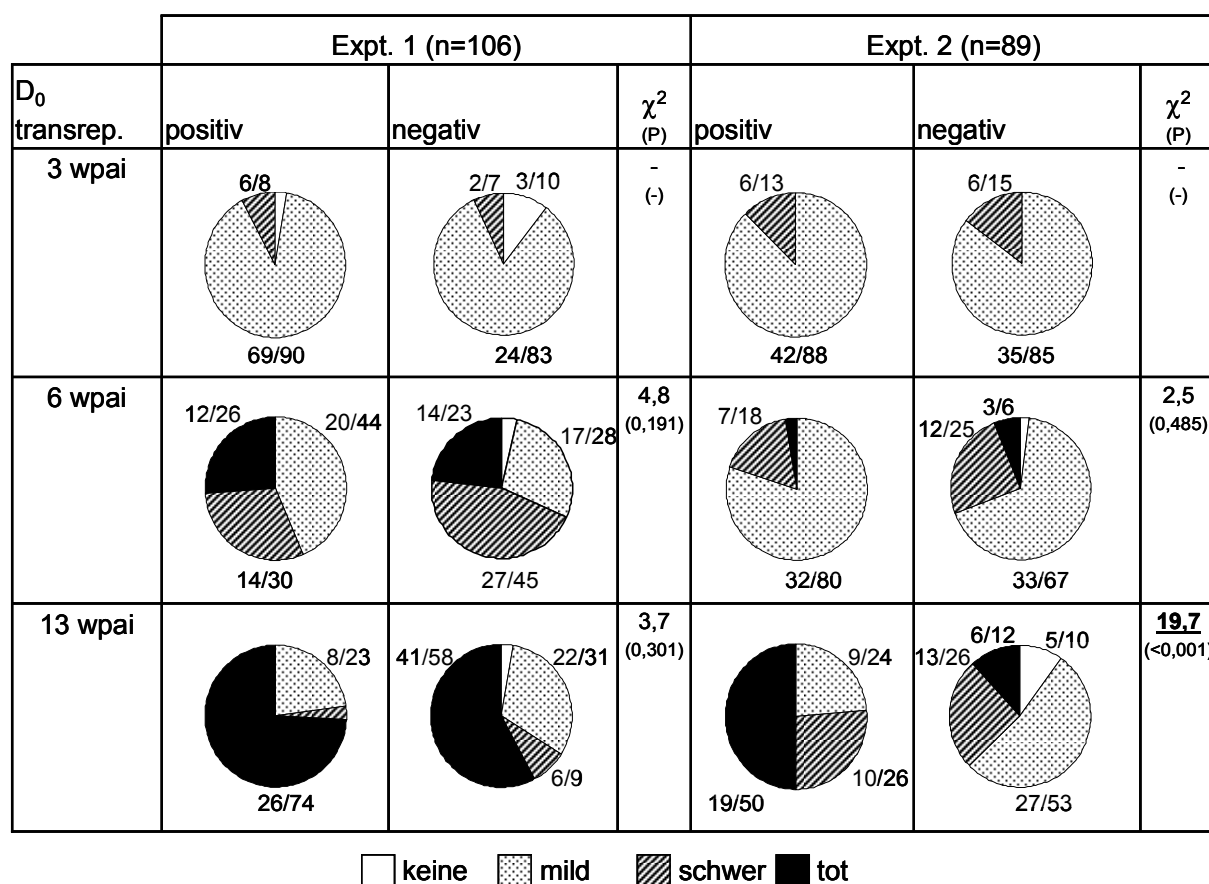 Expt. 1 (n=106) Expt. 2 (n=89)
D₀
transrep. positiv negativ χ² (P) positiv negativ χ² (P)
3 wpai
6/8 2/7 3/10 - (-) 6/13 6/15 - (-)
69/90 24/83 42/88 35/85
6 wpai
12/26 20/44 14/23 17/28 4,8 (0,191) 7/18 12/25 3/6 2,5 (0,485)
14/30 27/45 32/80 33/67
13 wpai
8/23 41/58 22/31 3,7 (0,301) 9/24 13/26 6/12 5/10 19,7 (<0,001)
26/74 6/9 19/50 10/26 27/53
keine mild schwer tot